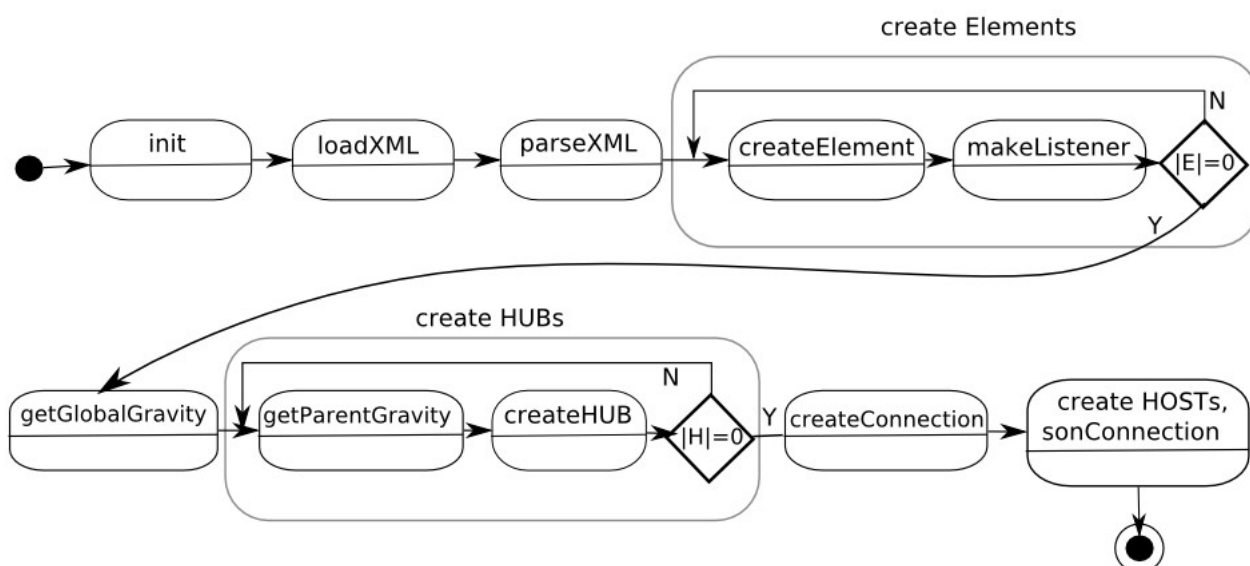 create Elements
init
loadXML
parseXML
createElement
makeListener
|E|=0
N
Y
create HUBs
getGlobalGravity
getParentGravity
createHUB
|H|=0
N
Y
createConnection
create HOSTs,
sonConnection